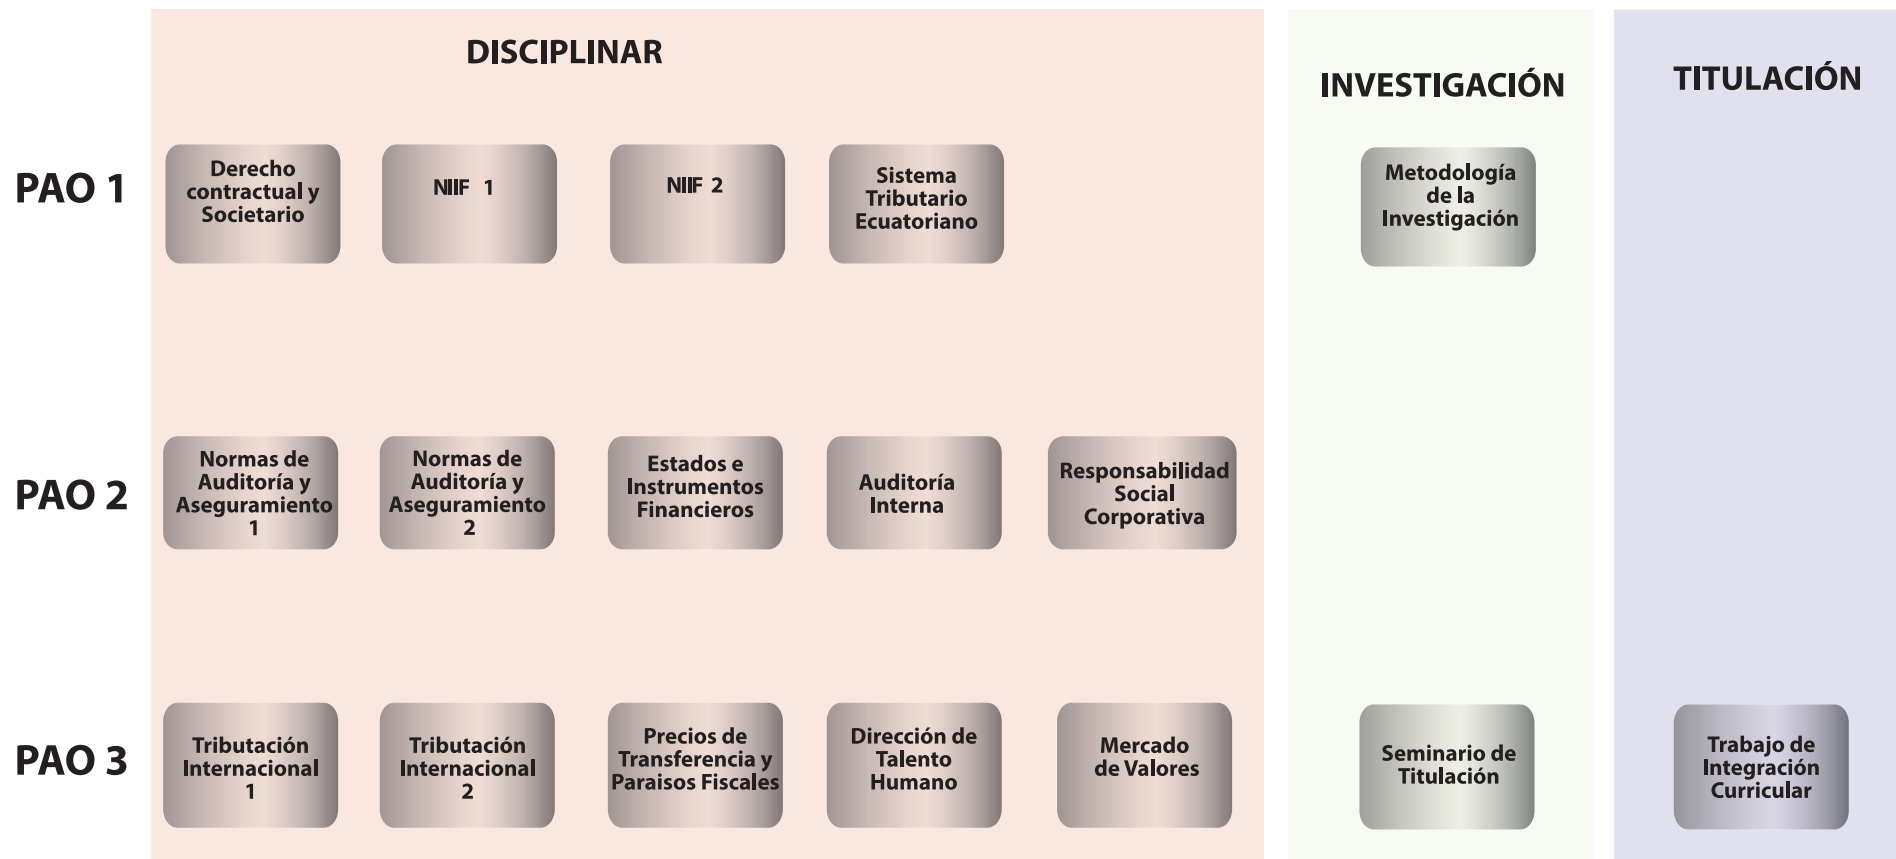 DISCIPLINAR
INVESTIGACIÓN
TITULACIÓN
PAO 1
Derecho
contractual y
Societario
NIIF 1
NIIF 2
Sistema
Tributario
Ecuatoriano
Metodología
de la
Investigación
PAO 2
Normas de
Auditoría y
Aseguramiento
1
Normas de
Auditoría y
Aseguramiento
2
Estados e
Instrumentos
Financieros
Auditoría
Interna
Responsabilidad
Social
Corporativa
PAO 3
Tributación
Internacional
1
Tributación
Internacional
2
Precios de
Transferencia y
Paraisos Fiscales
Dirección de
Talento
Humano
Mercado
de Valores
Seminario de
Titulación
Trabajo de
Integración
Curricular